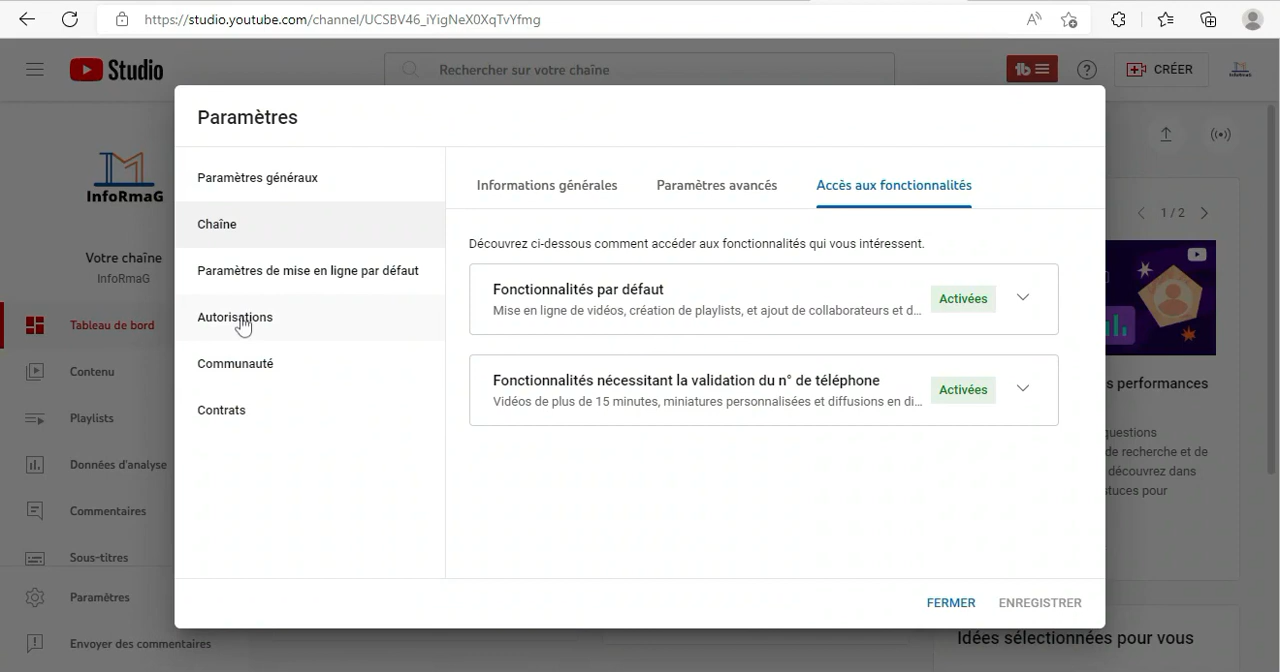 https://studio.youtube.com/channel/UCSBV46_iYigNeX0XqTvYfmg
Studio
Rechercher sur votre chaîne
CRÉER
Paramètres
Paramètres généraux
Chaîne
Paramètres de mise en ligne par défaut
Autorisations
Communauté
Contrats
Informations générales
Paramètres avancés
Accès aux fonctionnalités
Découvrez ci-dessous comment accéder aux fonctionnalités qui vous intéressent.
Fonctionnalités par défaut
Mise en ligne de vidéos, création de playlists, et ajout de collaborateurs et d…
Activées
Fonctionnalités nécessitant la validation du n° de téléphone
Vidéos de plus de 15 minutes, miniatures personnalisées et diffusions en di…
Activées
FERMER
ENREGISTRER
InfoRmaG
Votre chaîne
InfoRmaG
Tableau de bord
Contenu
Playlists
Données d'analyse
Commentaires
Sous-titres
Paramètres
Envoyer des commentaires
1 / 2
s performances
questions
de recherche et de
découvrez dans
stuces pour
Idées sélectionnées pour vous